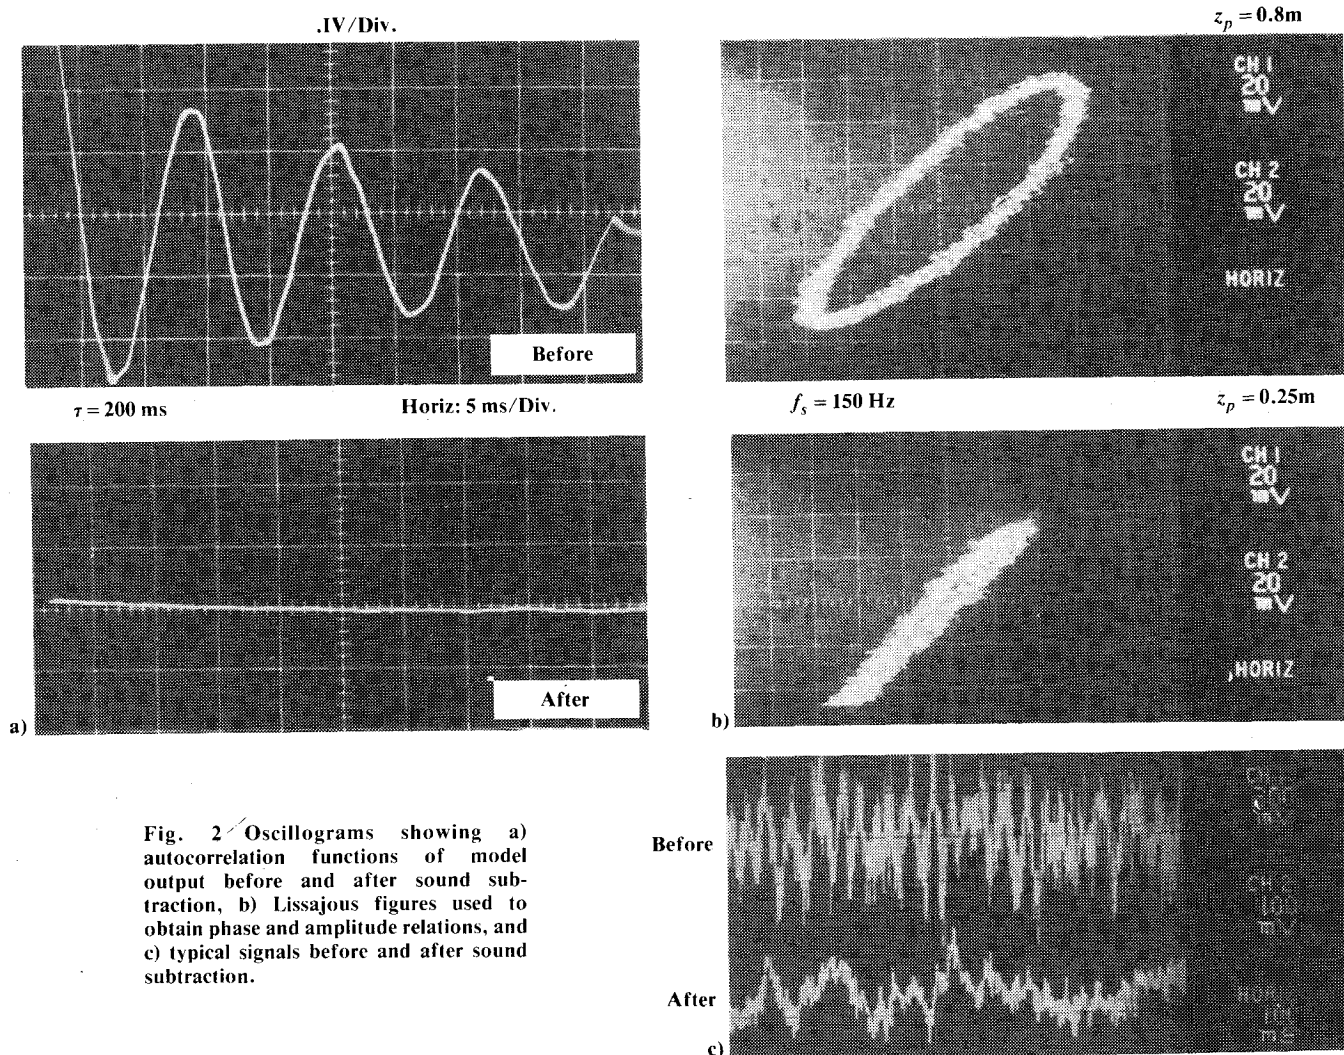 .IV/Div.
Before
τ = 200 ms
Horiz: 5 ms/Div.
After
a)
z_p = 0.8m
CH 1
20
mV
CH 2
20
mV
HORIZ
f_s = 150 Hz
z_p = 0.25m
CH 1
20
mV
CH 2
20
mV
HORIZ
b)
Before
After
CH 2
100
mV
c)
Fig. 2 Oscillograms showing a)
autocorrelation functions of model
output before and after sound sub-
traction, b) Lissajous figures used to
obtain phase and amplitude relations, and
c) typical signals before and after sound
subtraction.